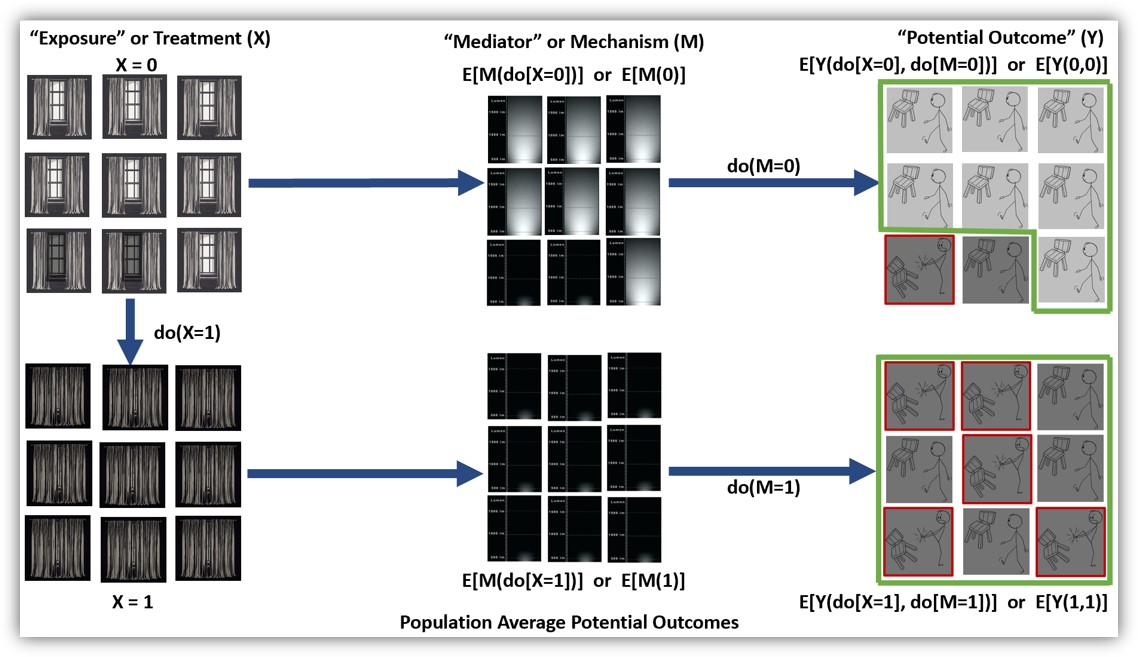 “Exposure” or Treatment (X)
X = 0
“Mediator” or Mechanism (M)
E[M(do[X=0])] or E[M(0)]
“Potential Outcome” (Y)
E[Y(do[X=0], do[M=0])] or E[Y(0,0)]
do(M=0)
do(X=1)
do(M=1)
X = 1
E[M(do[X=1])] or E[M(1)]
E[Y(do[X=1], do[M=1])] or E[Y(1,1)]
Population Average Potential Outcomes